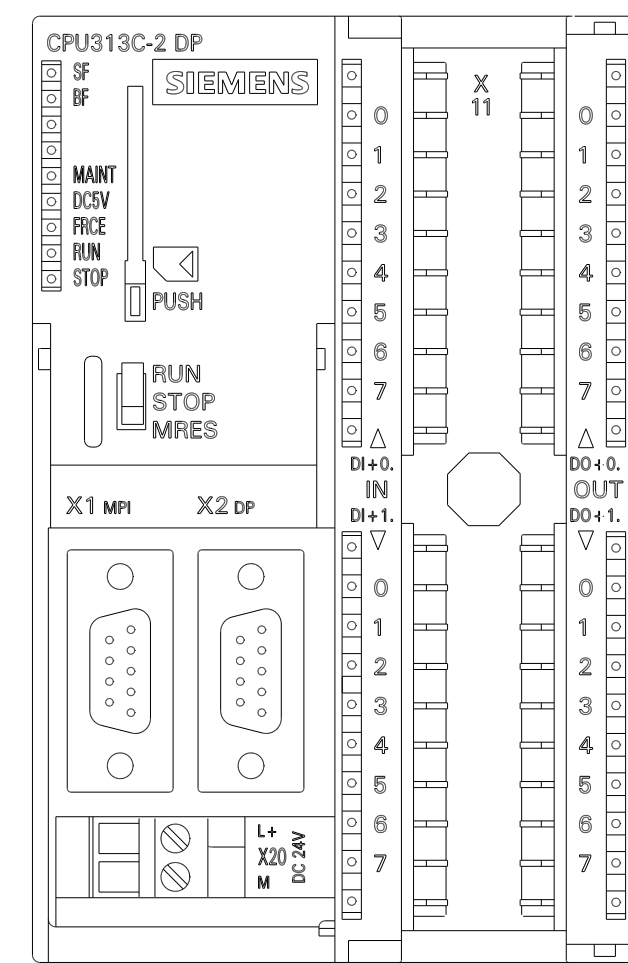 CPU313C-2 DP
SF
SIEMENS
BF
MAINT
DC5V
FRCE
RUN
STOP
PUSH
RUN
STOP
MRES
X1 MPI X2 DP
L+
X20
M
DC 24V
0
1
2
3
4
5
6
7
DI+0.
IN
DI+1.
0
1
2
3
4
5
6
7
X
11
0
1
2
3
4
5
6
7
DO+0.
OUT
DO+1.
0
1
2
3
4
5
6
7